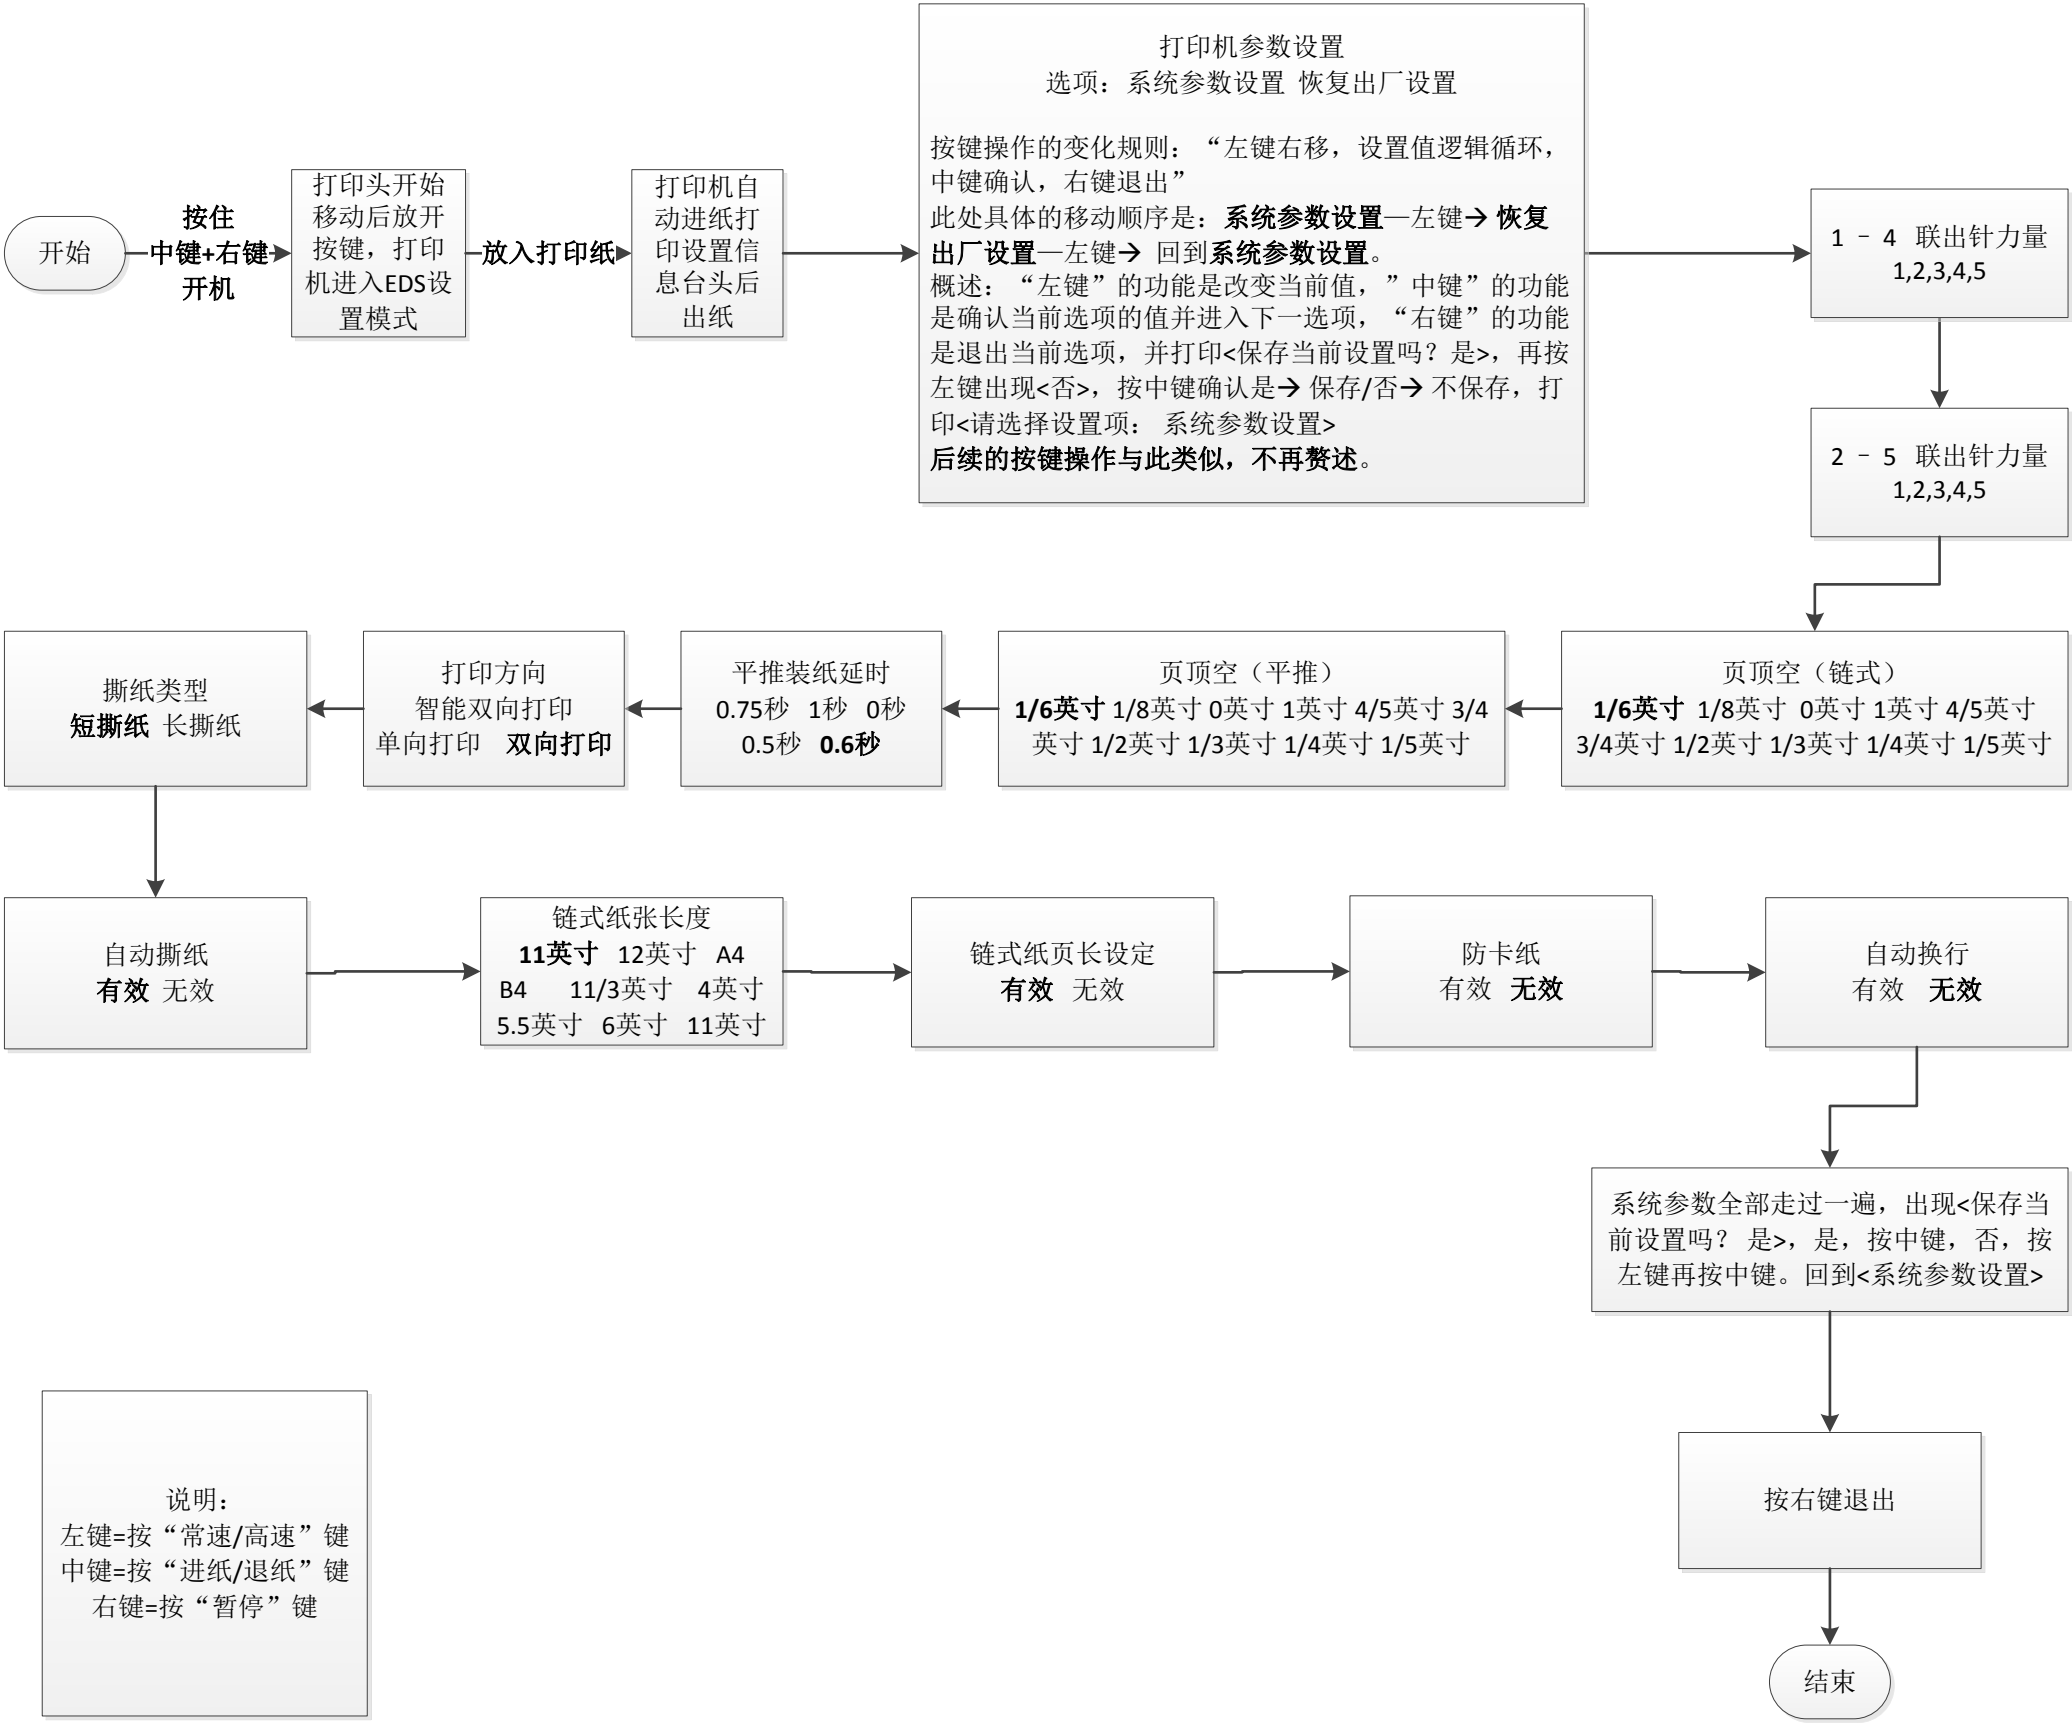 开始
按住
中键+右键
开机
打印头开始
移动后放开
按键，打印
机进入EDS设
置模式
放入打印纸
打印机自
动进纸打
印设置信
息台头后
出纸
打印机参数设置
选项：系统参数设置 恢复出厂设置
按键操作的变化规则：“左键右移，设置值逻辑循环，
中键确认，右键退出”
此处具体的移动顺序是：系统参数设置—左键→ 恢复
出厂设置—左键→ 回到系统参数设置。
概述：“左键”的功能是改变当前值，”中键”的功能
是确认当前选项的值并进入下一选项，“右键”的功能
是退出当前选项，并打印<保存当前设置吗？是>，再按
左键出现<否>，按中键确认是→ 保存/否→ 不保存，打
印<请选择设置项： 系统参数设置>
后续的按键操作与此类似，不再赘述。
1 – 4 联出针力量
1,2,3,4,5
2 – 5 联出针力量
1,2,3,4,5
页顶空（链式）
1/6英寸 1/8英寸 0英寸 1英寸 4/5英寸
3/4英寸 1/2英寸 1/3英寸 1/4英寸 1/5英寸
页顶空（平推）
1/6英寸 1/8英寸 0英寸 1英寸 4/5英寸 3/4
英寸 1/2英寸 1/3英寸 1/4英寸 1/5英寸
平推装纸延时
0.75秒 1秒 0秒
0.5秒 0.6秒
打印方向
智能双向打印
单向打印 双向打印
撕纸类型
短撕纸 长撕纸
自动撕纸
有效 无效
链式纸张长度
11英寸 12英寸 A4
B4 11/3英寸 4英寸
5.5英寸 6英寸 11英寸
链式纸页长设定
有效 无效
防卡纸
有效 无效
自动换行
有效 无效
系统参数全部走过一遍，出现<保存当
前设置吗？ 是>，是，按中键，否，按
左键再按中键。回到<系统参数设置>
按右键退出
结束
说明：
左键=按“常速/高速”键
中键=按“进纸/退纸”键
右键=按“暂停”键